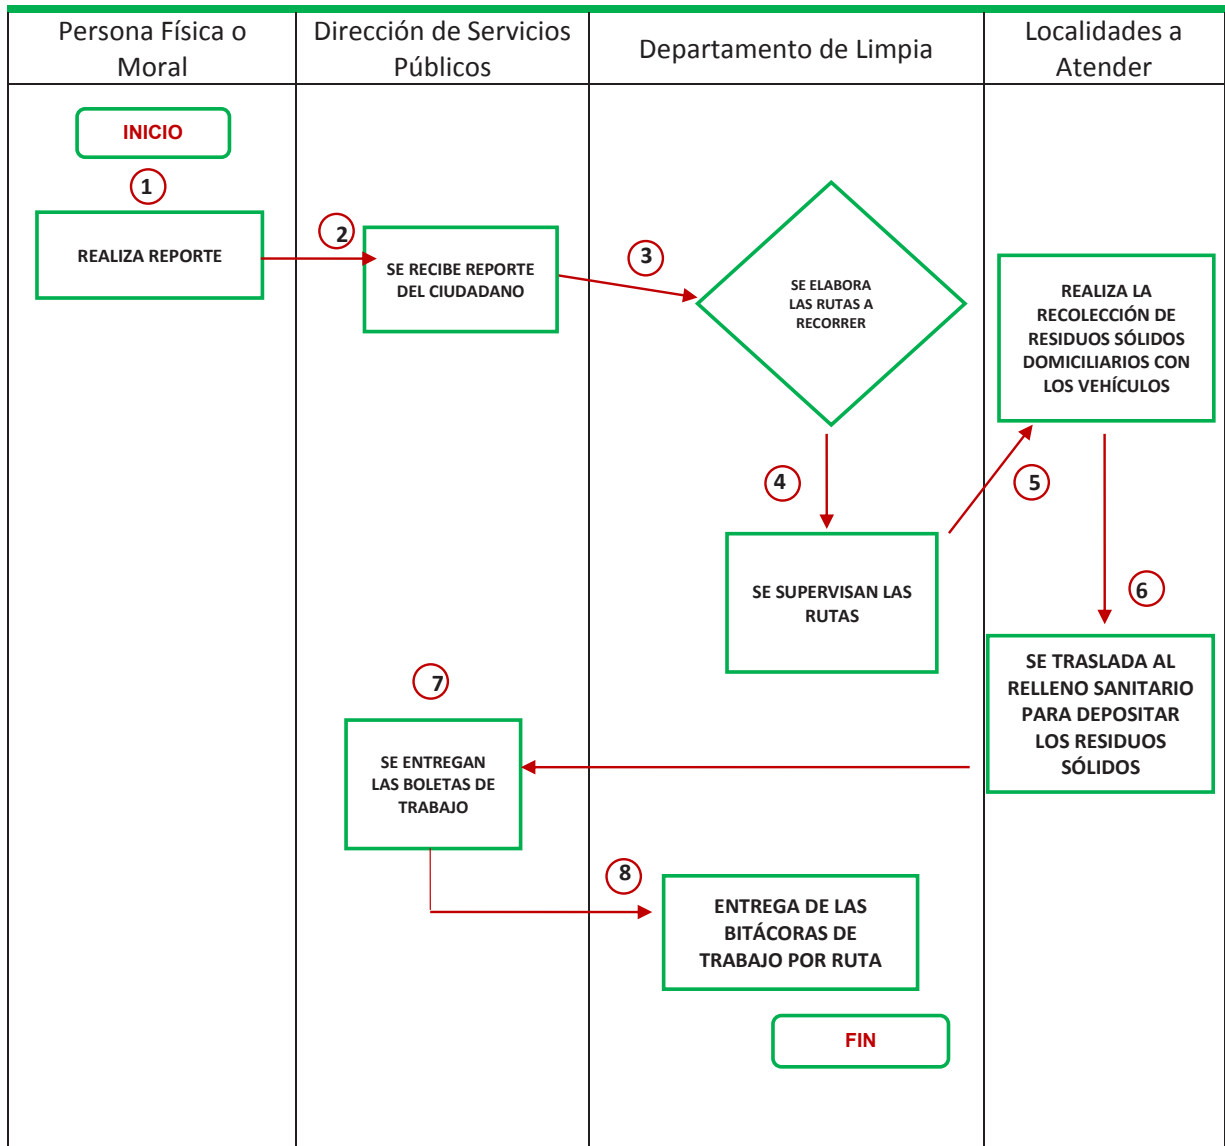 Persona Física o
Moral
Dirección de Servicios
Públicos
Departamento de Limpia
Localidades a
Atender
INICIO
1
REALIZA REPORTE
2
SE RECIBE REPORTE
DEL CIUDADANO
3
SE ELABORA
LAS RUTAS A
RECORRER
4
SE SUPERVISAN LAS
RUTAS
5
REALIZA LA
RECOLECCIÓN DE
RESIDUOS SÓLIDOS
DOMICILIARIOS CON
LOS VEHÍCULOS
6
SE TRASLADA AL
RELLENO SANITARIO
PARA DEPOSITAR
LOS RESIDUOS
SÓLIDOS
7
SE ENTREGAN
LAS BOLETAS DE
TRABAJO
8
ENTREGA DE LAS
BITÁCORAS DE
TRABAJO POR RUTA
FIN